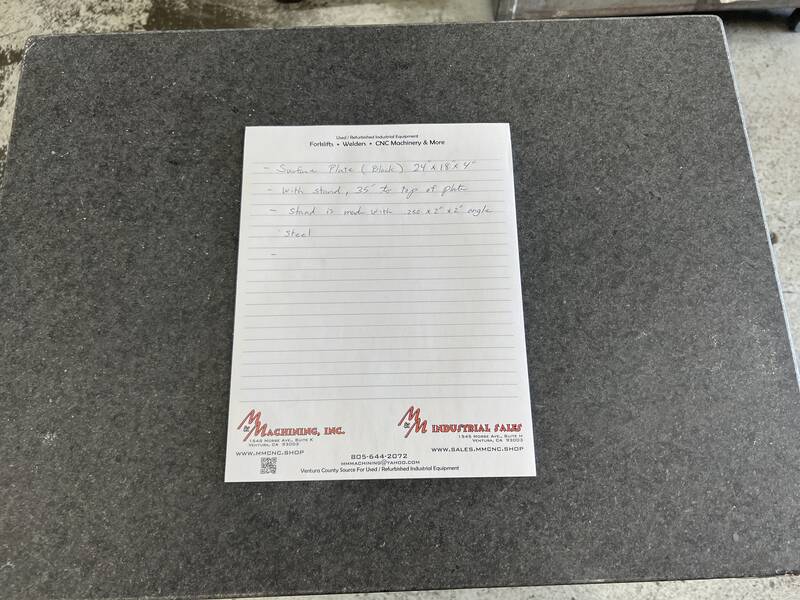 Used / Refurbished Industrial Equipment
Forklifts • Welders • CNC Machinery & More
- Surface Plate (Black) 24" x 18" x 4"
- With stand, 35" to top of plate
- Stand is made with .250 x 2" x 2" angle
steel
-
M&M MACHINING, INC.
1545 MORSE AVE., SUITE K
VENTURA, CA 93003
WWW.MMCNC.SHOP
M&M INDUSTRIAL SALES
1545 MORSE AVE., SUITE H
VENTURA, CA 93003
WWW.SALES.MMCNC.SHOP
805-644-2072
MMMACHINING@YAHOO.COM
Ventura County Source For Used / Refurbished Industrial Equipment